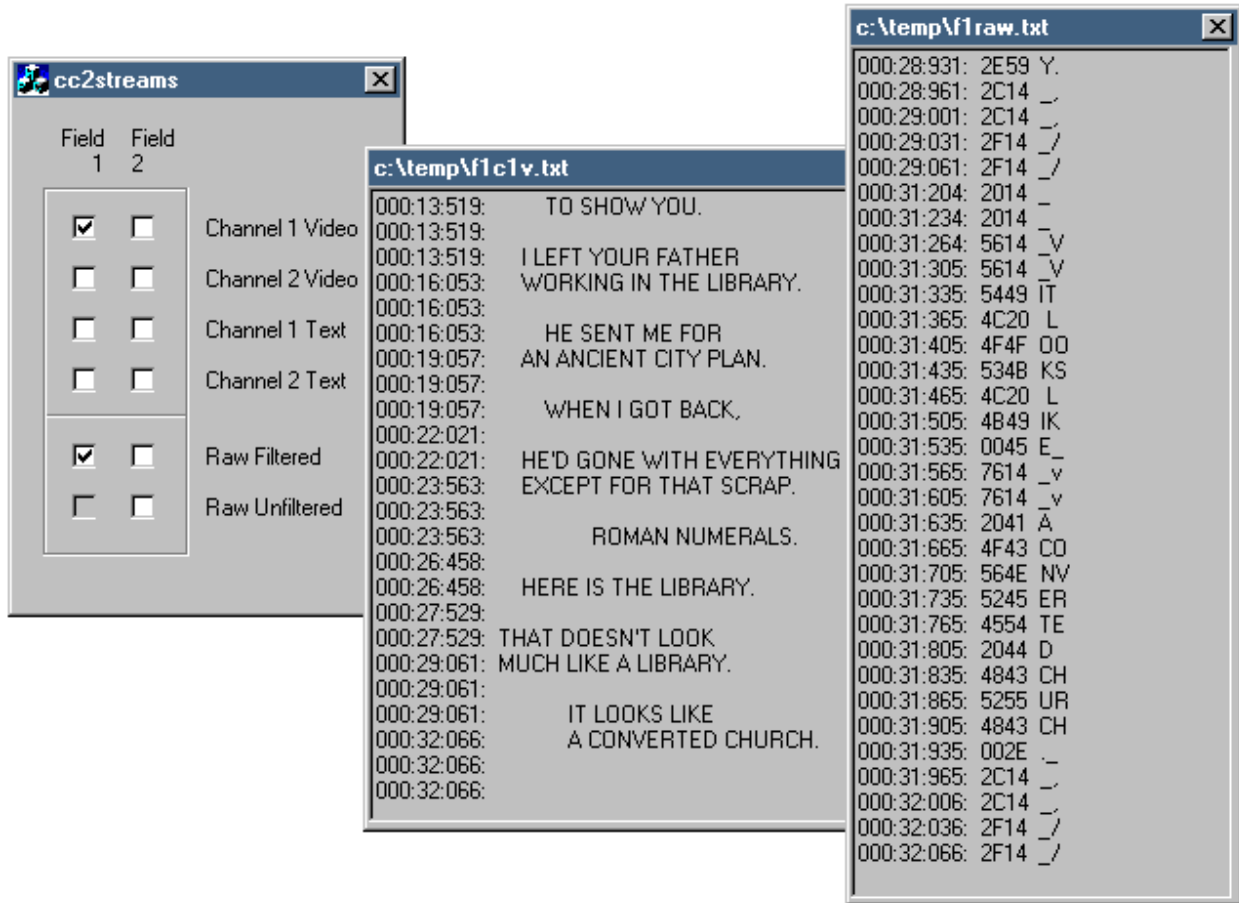 cc2streams
Field Field
1 2
Channel 1 Video
Channel 2 Video
Channel 1 Text
Channel 2 Text
Raw Filtered
Raw Unfiltered
c:\temp\f1c1v.txt
000:13:519: TO SHOW YOU.
000:13:519:
000:13:519: I LEFT YOUR FATHER
000:16:053: WORKING IN THE LIBRARY.
000:16:053:
000:16:053: HE SENT ME FOR
000:19:057: AN ANCIENT CITY PLAN.
000:19:057:
000:19:057: WHEN I GOT BACK,
000:22:021:
000:22:021: HE'D GONE WITH EVERYTHING
000:23:563: EXCEPT FOR THAT SCRAP.
000:23:563:
000:23:563: ROMAN NUMERALS.
000:26:458:
000:26:458: HERE IS THE LIBRARY.
000:27:529:
000:27:529: THAT DOESN'T LOOK
000:29:061: MUCH LIKE A LIBRARY.
000:29:061:
000:29:061: IT LOOKS LIKE
000:32:066: A CONVERTED CHURCH.
000:32:066:
000:32:066:
c:\temp\f1raw.txt
000:28:931: 2E59 Y.
000:28:961: 2C14 _,
000:29:001: 2C14 _,
000:29:031: 2F14 _/
000:29:061: 2F14 _/
000:31:204: 2014 _
000:31:234: 2014 _
000:31:264: 5614 _V
000:31:305: 5614 _V
000:31:335: 5449 IT
000:31:365: 4C20 L
000:31:405: 4F4F OO
000:31:435: 534B KS
000:31:465: 4C20 L
000:31:505: 4B49 IK
000:31:535: 0045 E_
000:31:565: 7614 _v
000:31:605: 7614 _v
000:31:635: 2041 A
000:31:665: 4F43 CO
000:31:705: 564E NV
000:31:735: 5245 ER
000:31:765: 4554 TE
000:31:805: 2044 D
000:31:835: 4843 CH
000:31:865: 5255 UR
000:31:905: 4843 CH
000:31:935: 002E ._
000:31:965: 2C14 _,
000:32:006: 2C14 _,
000:32:036: 2F14 _/
000:32:066: 2F14 _/